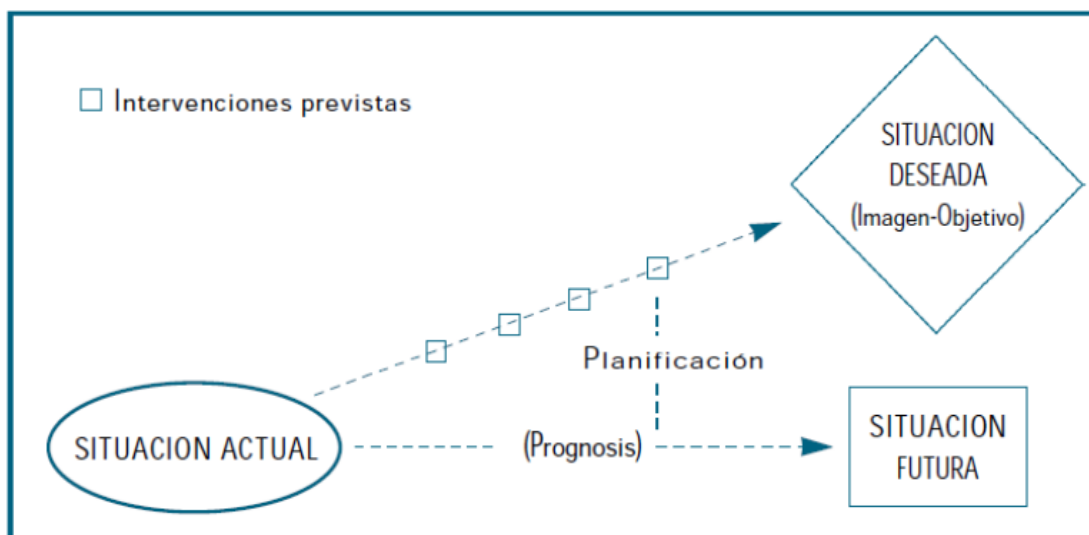 Intervenciones previstas
SITUACION
DESEADA
(Imagen-Objetivo)
Planificación
SITUACION ACTUAL
(Prognosis)
SITUACION
FUTURA